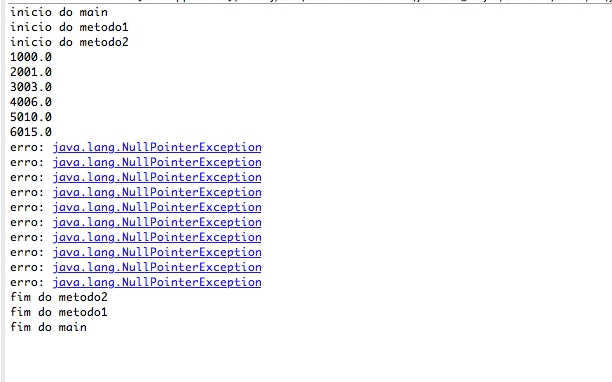 inicio do main
inicio do metodo1
inicio do metodo2
1000.0
2001.0
3003.0
4006.0
5010.0
6015.0
erro: java.lang.NullPointerException
erro: java.lang.NullPointerException
erro: java.lang.NullPointerException
erro: java.lang.NullPointerException
erro: java.lang.NullPointerException
erro: java.lang.NullPointerException
erro: java.lang.NullPointerException
erro: java.lang.NullPointerException
erro: java.lang.NullPointerException
erro: java.lang.NullPointerException
fim do metodo2
fim do metodo1
fim do main